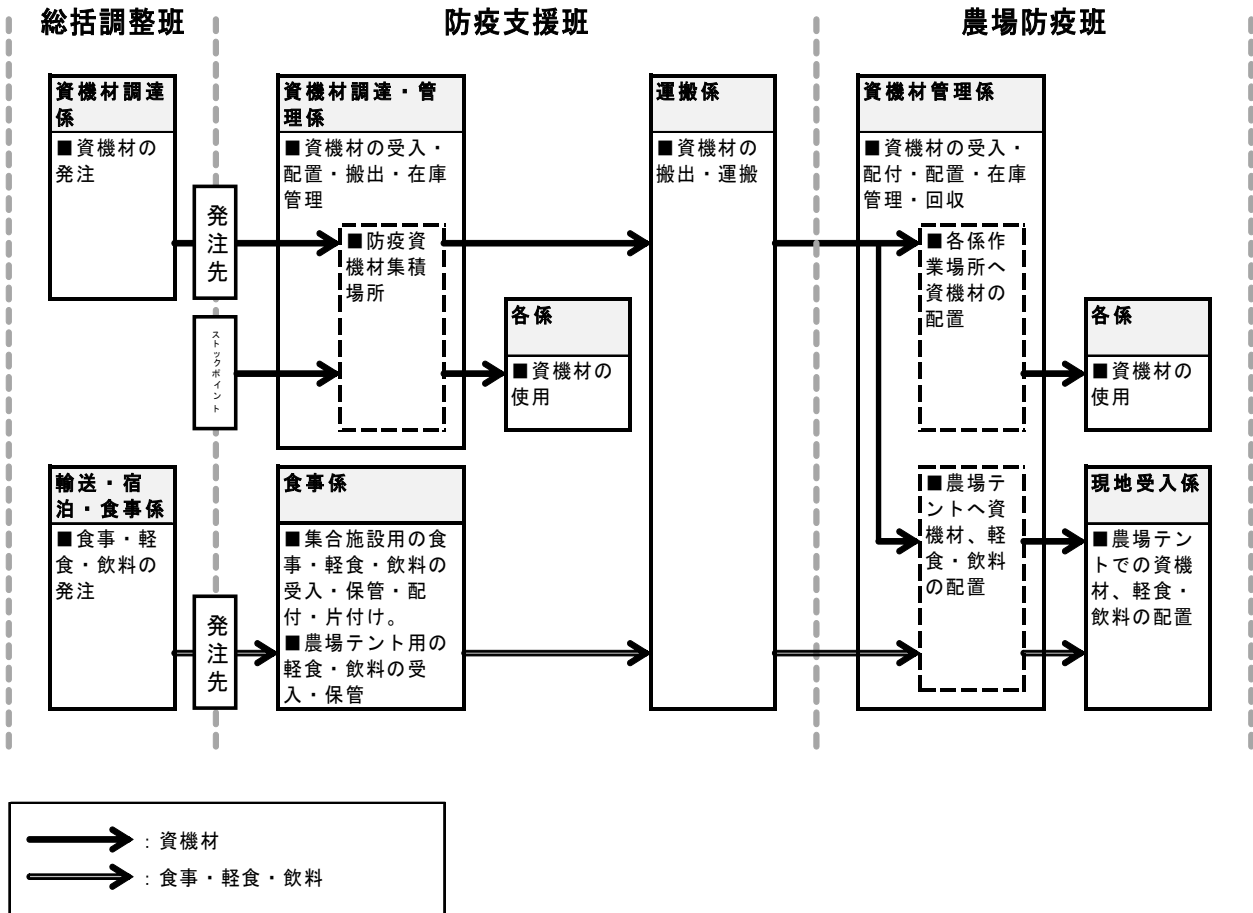 総括調整班
防疫支援班
農場防疫班
資機材調達
係
■資機材の
発注
発注先
ストックポイント
資機材調達・管
理係
■資機材の受入・
配置・搬出・在庫
管理
■防疫資
機材集積
場所
各係
■資機材の
使用
運搬係
■資機材の
搬出・運搬
資機材管理係
■資機材の受入・
配付・配置・在庫
管理・回収
■各係作
業場所へ
資機材の
配置
各係
■資機材の
使用
輸送・宿
泊・食事係
■食事・軽
食・飲料の
発注
発注先
食事係
■集合施設用の食
事・軽食・飲料の
受入・保管・配
付・片付け。
■農場テント用の
軽食・飲料の受
入・保管
■農場テ
ントへ資
機材、軽
食・飲料
の配置
現地受入係
■農場テン
トでの資機
材、軽食・
飲料の配置
：資機材
：食事・軽食・飲料